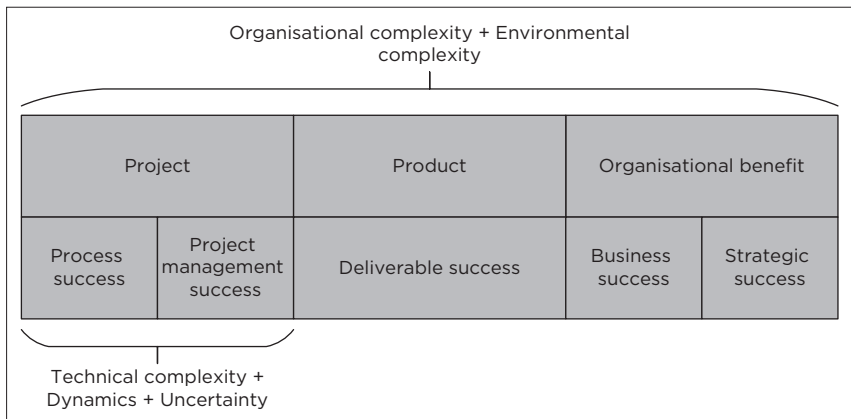 Organisational complexity + Environmental
complexity
Project
Product
Organisational benefit
Process
success
Project
management
success
Deliverable success
Business
success
Strategic
success
Technical complexity +
Dynamics + Uncertainty